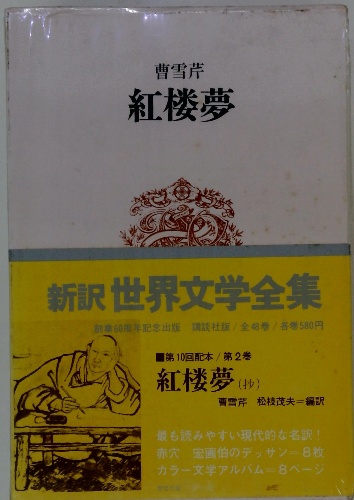 曹雪芹
紅楼夢
新訳 世界文学全集
創業60周年記念出版 講談社版/全48巻/各巻580円
■第10回配本/第2巻
紅楼夢(抄)
曹雪芹 松枝茂夫=編訳
最も読みやすい現代的な名訳!
赤穴 宏画伯のデッサン=8枚
カラー文学アルバム=8ページ